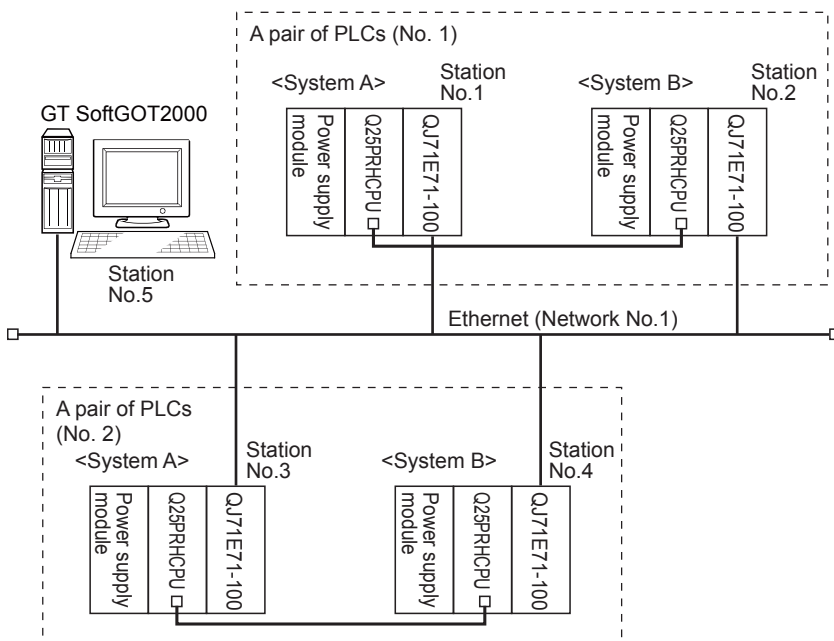 A pair of PLCs (No. 1)
<System A>
Station
No.1
<System B>
Station
No.2
GT SoftGOT2000
Power supply
module
Q25PRHCPU
QJ71E71-100
Power supply
module
Q25PRHCPU
QJ71E71-100
Station
No.5
Ethernet (Network No.1)
A pair of PLCs
(No. 2)
<System A>
Station
No.3
<System B>
Station
No.4
Power supply
module
Q25PRHCPU
QJ71E71-100
Power supply
module
Q25PRHCPU
QJ71E71-100